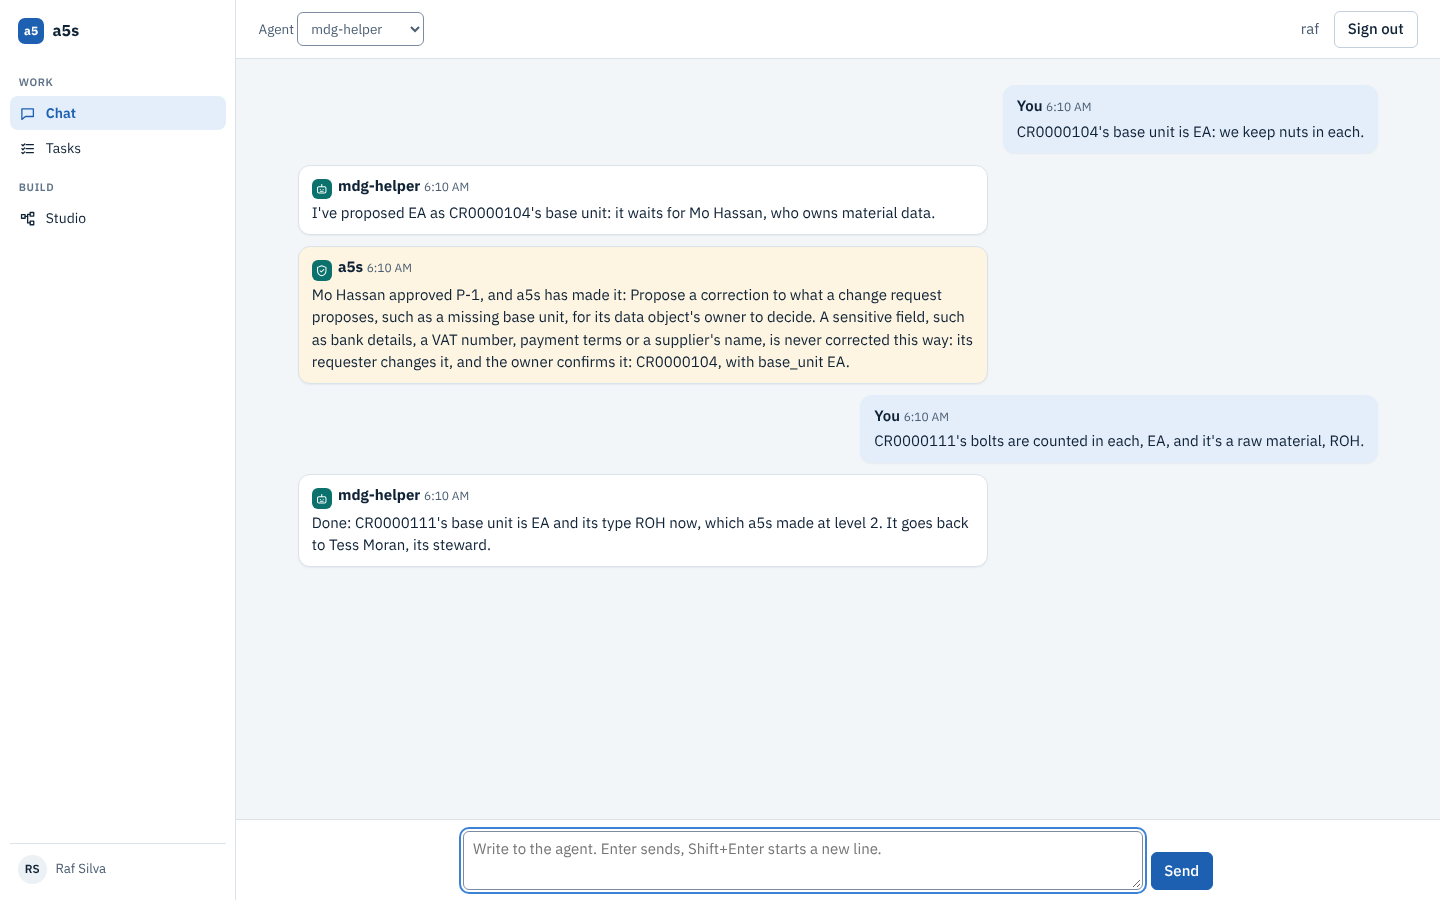 a5 a5s
Agent mdg-helper
raf
Sign out
WORK
Chat
Tasks
BUILD
Studio
You 6:10 AM
CR0000104's base unit is EA: we keep nuts in each.
mdg-helper 6:10 AM
I've proposed EA as CR0000104's base unit: it waits for Mo Hassan, who owns material data.
a5s 6:10 AM
Mo Hassan approved P-1, and a5s has made it: Propose a correction to what a change request
proposes, such as a missing base unit, for its data object's owner to decide. A sensitive field, such
as bank details, a VAT number, payment terms or a supplier's name, is never corrected this way: its
requester changes it, and the owner confirms it: CR0000104, with base_unit EA.
You 6:10 AM
CR0000111's bolts are counted in each, EA, and it's a raw material, ROH.
mdg-helper 6:10 AM
Done: CR0000111's base unit is EA and its type ROH now, which a5s made at level 2. It goes back
to Tess Moran, its steward.
Write to the agent. Enter sends, Shift+Enter starts a new line.
Send
RS Raf Silva